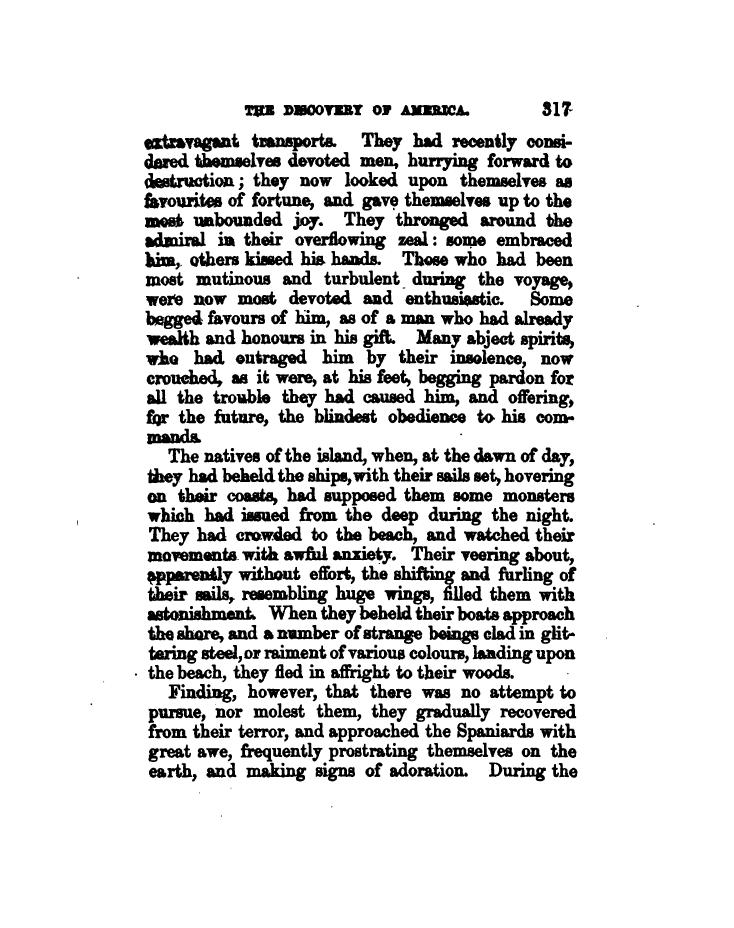 THE DISCOVERY OF AMERICA. 317
extravagant transports. They had recently consi-
dered themselves devoted men, hurrying forward to
destruction; they now looked upon themselves as
favourites of fortune, and gave themselves up to the
most unbounded joy. They thronged around the
admiral in their overflowing zeal: some embraced
him, others kissed his hands. Those who had been
most mutinous and turbulent during the voyage,
were now most devoted and enthusiastic. Some
begged favours of him, as of a man who had already
wealth and honours in his gift. Many abject spirits,
who had outraged him by their insolence, now
crouched, as it were, at his feet, begging pardon for
all the trouble they had caused him, and offering,
for the future, the blindest obedience to his com-
mands.
The natives of the island, when, at the dawn of day,
they had beheld the ships, with their sails set, hovering
on their coasts, had supposed them some monsters
which had issued from the deep during the night.
They had crowded to the beach, and watched their
movements with awful anxiety. Their veering about,
apparently without effort, the shifting and furling of
their sails, resembling huge wings, filled them with
astonishment. When they beheld their boats approach
the shore, and a number of strange beings clad in glit-
tering steel, or raiment of various colours, landing upon
the beach, they fled in affright to their woods.
Finding, however, that there was no attempt to
pursue, nor molest them, they gradually recovered
from their terror, and approached the Spaniards with
great awe, frequently prostrating themselves on the
earth, and making signs of adoration. During the